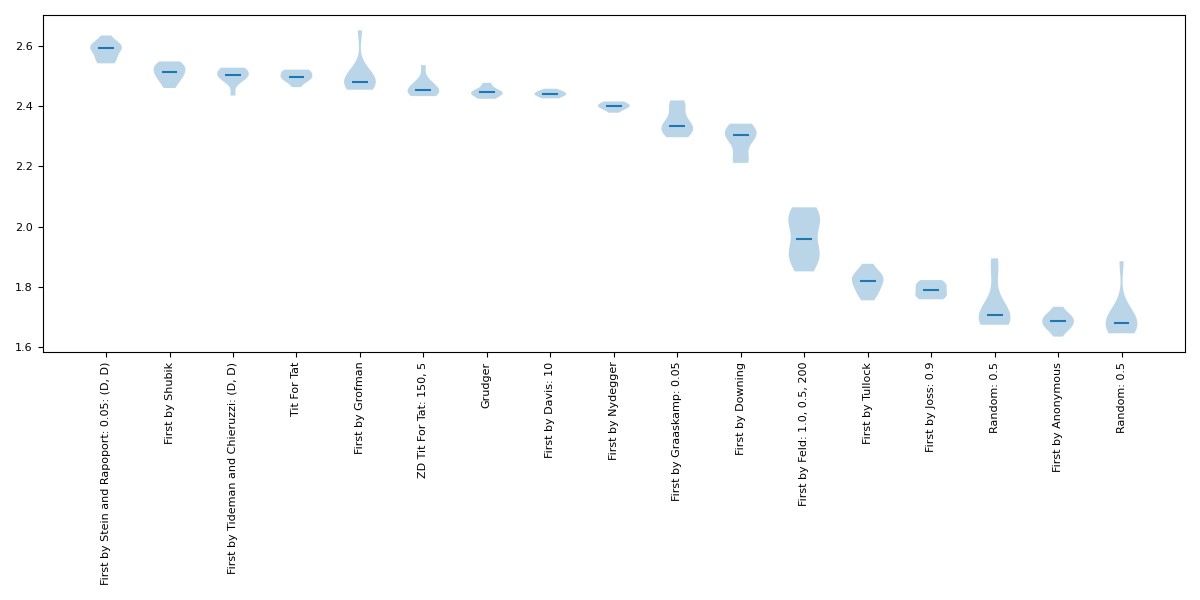 2.6
2.4
2.2
2.0
1.8
1.6
First by Stein and Rapoport: 0.05: (D, D)
First by Shubik
First by Tideman and Chieruzzi: (D, D)
Tit For Tat
First by Grofman
ZD Tit For Tat: 150, 5
Grudger
First by Davis: 10
First by Nydegger
First by Graaskamp: 0.05
First by Downing
First by Feld: 1.0, 0.5, 200
First by Tullock
First by Joss: 0.9
Random: 0.5
First by Anonymous
Random: 0.5